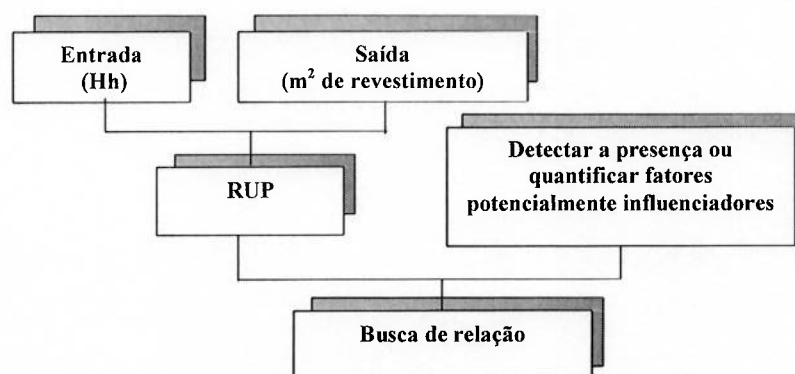 Entrada
(Hh)
Saída
(m² de revestimento)
RUP
Detectar a presença ou
quantificar fatores
potencialmente influenciadores
Busca de relação